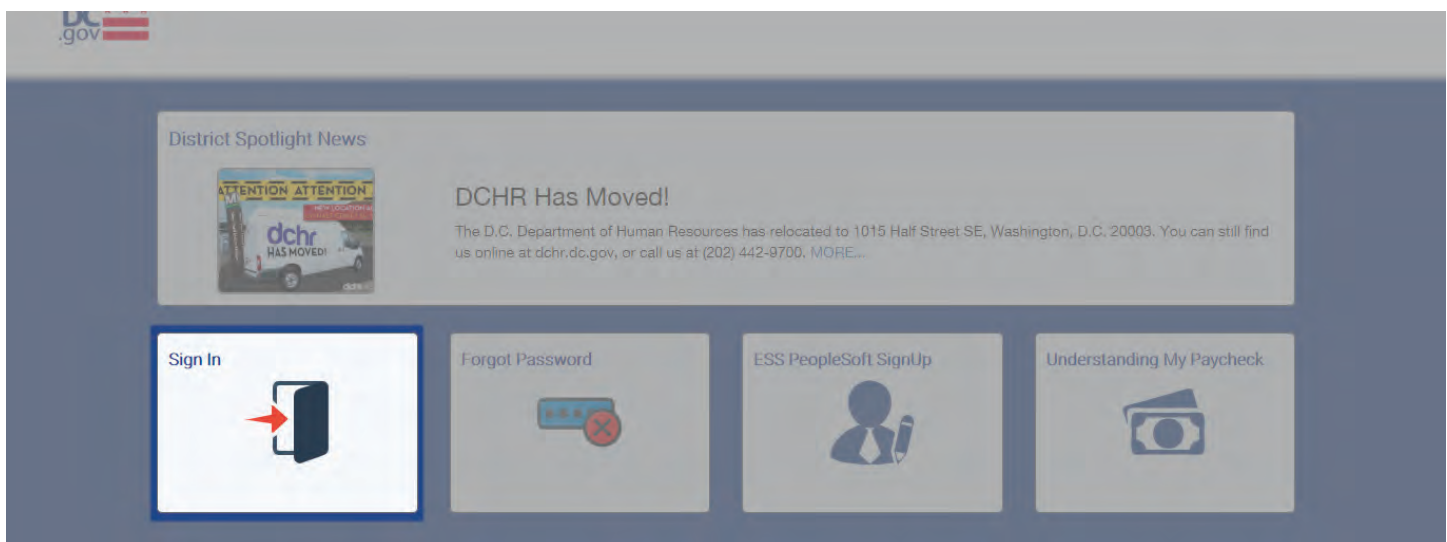 DC
.gov
District Spotlight News
ATTENTION ATTENTION
dchr
HAS MOVED!
DCHR Has Moved!
The D.C. Department of Human Resources has relocated to 1015 Half Street SE, Washington, D.C. 20003. You can still find
us online at dchr.dc.gov, or call us at (202) 442-9700. MORE...
Sign In
Forgot Password
ESS PeopleSoft SignUp
Understanding My Paycheck